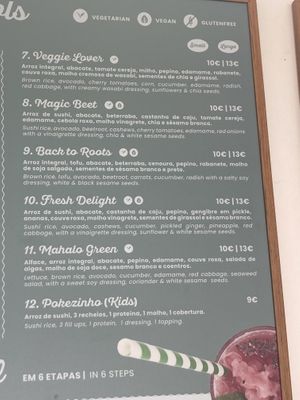 VEGETARIAN VEGAN GLUTENFREE
Small Large
7. Veggie Lover 10€ | 13€
Arroz integral, abacate, tomate cereja, milho, pepino, edamame, rabanete,
couve roxa, molho cremoso de wasabi, sementes de chia e girassol.
Brown rice, avocado, cherry tomatoes, corn, cucumber, edamame, radish,
red cabbage, with creamy wasabi dressing, sunflowers & chia seeds.
8. Magic Beet 10€ | 13€
Arroz de sushi, abacate, beterraba, castanha de caju, tomate cereja,
edamame, cebola roxa, molho vinagrete, chia e sésamo branco.
Sushi rice, avocado, beetroot, cashews, cherry tomatoes, edamame, red onions
with a vinaigrette dressing, chia & white sesame seeds.
9. Back to Roots 10€ | 13€
Arroz integral, tofu, abacate, beterraba, cenoura, pepino, rabanete, molho
de soja salgado, sementes de sésamo branco e preto.
Brown rice, tofu, avocado, beetroot, carrots, cucumber, radish with a salty soy
dressing, white & black sesame seeds.
10. Fresh Delight 10€ | 13€
Arroz de sushi, abacate, castanha de caju, pepino, gengibre em pickle,
ananas, couve roxa, molho vinagrete, sementes de girassol e sésamo branco.
Sushi rice, avocado, cashews, cucumber, pickled ginger, pineapple, red
cabbage, with a vinaigrette dressing, sunflower & white sesame seeds.
11. Mahalo Green 10€ | 13€
Alface, arroz integral, abacate, pepino, edamame, couve roxa, salada de
algas, molho de soja doce, sésamo branco e coentros.
Lettuce, brown rice, avocado, cucumber, edamame, red cabbage, seaweed
salad, with a sweet soy dressing, coriander & white sesame seeds.
12. Pokezinho (Kids) 9€
Arroz de sushi, 3 recheios, 1 proteína, 1 molho, 1 cobertura.
Sushi rice, 3 fill ups, 1 protein, 1 dressing, 1 topping.
EM 6 ETAPAS | IN 6 STEPS